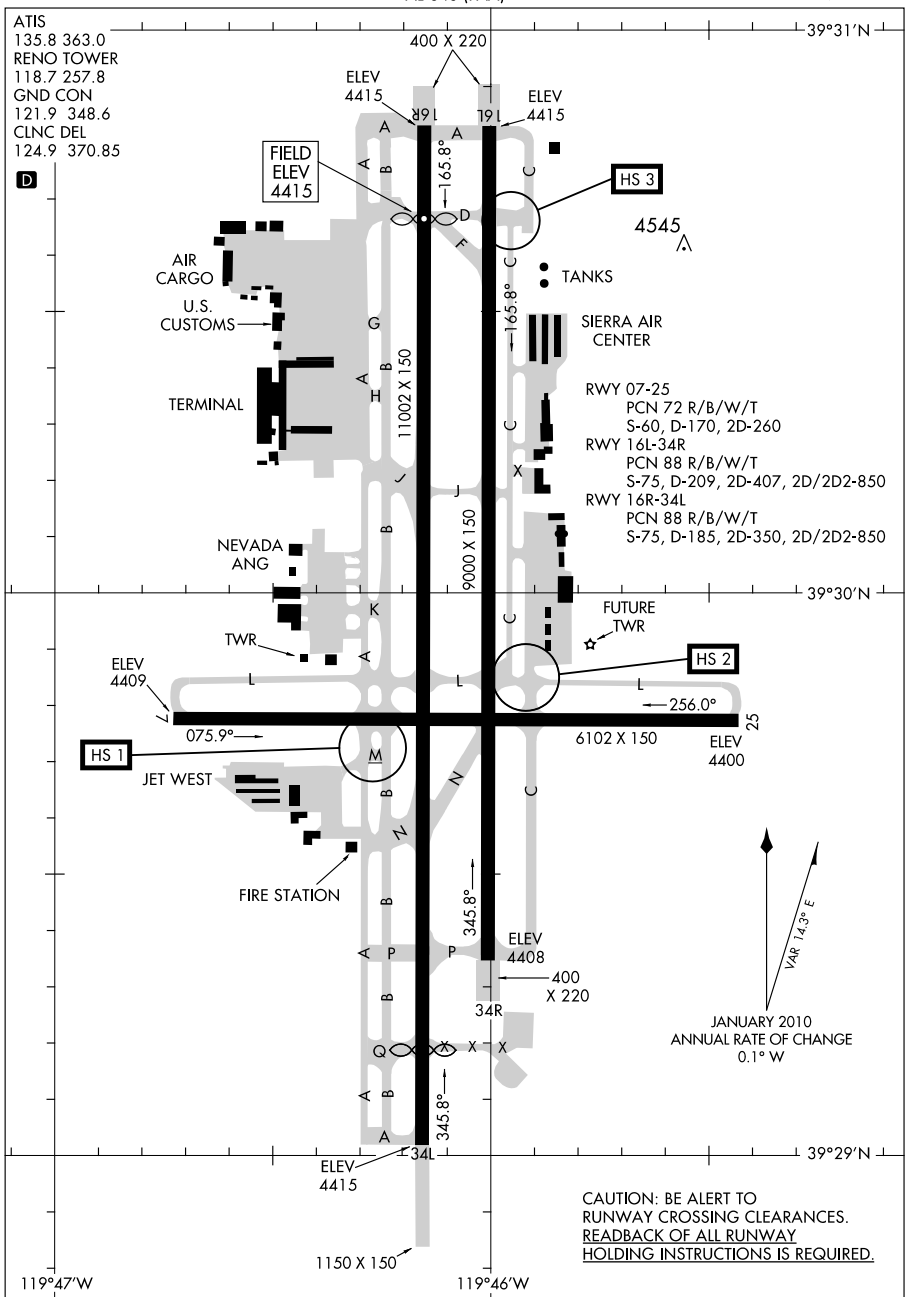 ATIS
135.8 363.0
RENO TOWER
118.7 257.8
GND CON
121.9 348.6
CLNC DEL
124.9 370.85
D
400 X 220
39°31'N
ELEV
4415
ELEV
4415
16R
16L
A
A
A
B
C
165.8°
FIELD
ELEV
4415
HS 3
D
F
4545
C
AIR
CARGO
TANKS
U.S.
CUSTOMS
165.8°
SIERRA AIR
CENTER
G
B
A
H
11002 X 150
TERMINAL
C
X
RWY 07-25
PCN 72 R/B/W/T
S-60, D-170, 2D-260
RWY 16L-34R
PCN 88 R/B/W/T
S-75, D-209, 2D-407, 2D/2D2-850
RWY 16R-34L
PCN 88 R/B/W/T
S-75, D-185, 2D-350, 2D/2D2-850
J
J
B
9000 X 150
NEVADA
ANG
39°30'N
K
C
FUTURE
TWR
TWR
A
HS 2
ELEV
4409
L
L
L
7
256.0°
25
075.9°
6102 X 150
ELEV
4400
HS 1
M
JET WEST
B
N
C
N
FIRE STATION
345.8°
VAR 14.3° E
B
ELEV
4408
A
P
P
400
X 220
B
34R
JANUARY 2010
ANNUAL RATE OF CHANGE
0.1° W
Q
X
X
X
A
B
345.8°
A
34L
39°29'N
ELEV
4415
CAUTION: BE ALERT TO
RUNWAY CROSSING CLEARANCES.
READBACK OF ALL RUNWAY
HOLDING INSTRUCTIONS IS REQUIRED.
1150 X 150
119°47'W
119°46'W